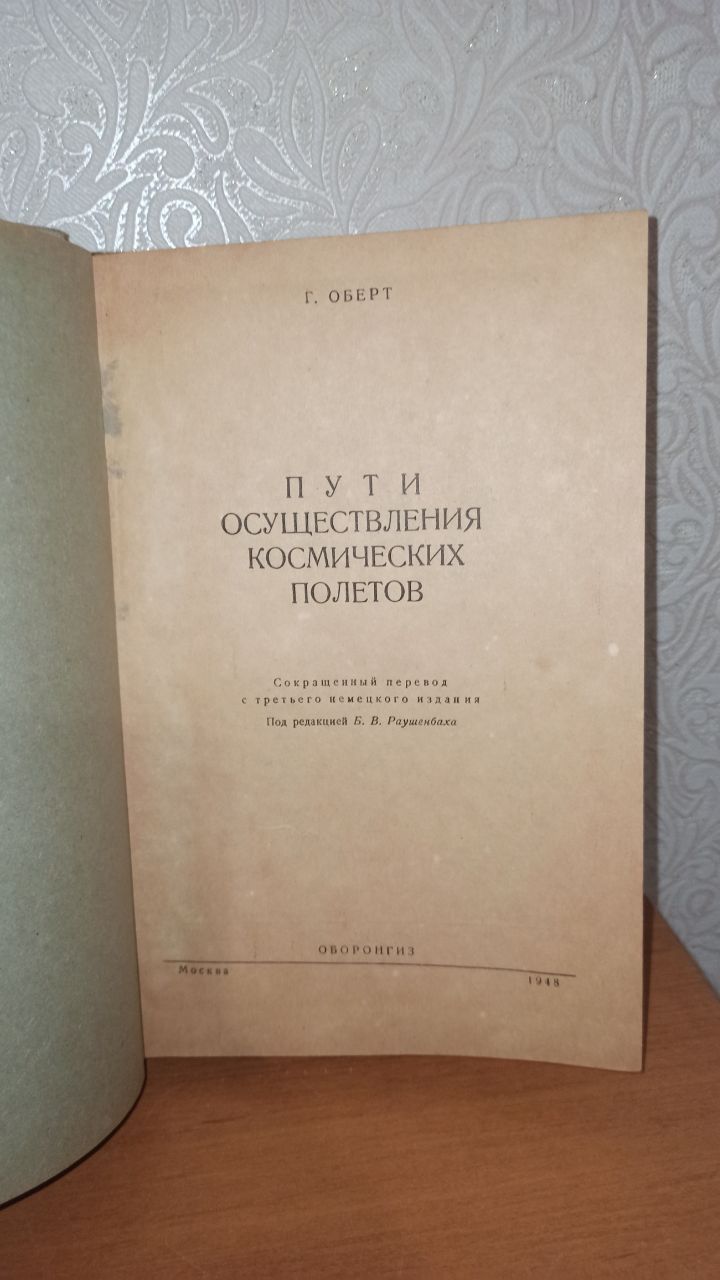 Г. ОБЕРТ
ПУТИ
ОСУЩЕСТВЛЕНИЯ
КОСМИЧЕСКИХ
ПОЛЕТОВ
Сокращенный перевод
с третьего немецкого издания
Под редакцией Б. В. Раушенбаха
ОБОРОНГИЗ
Москва 1948